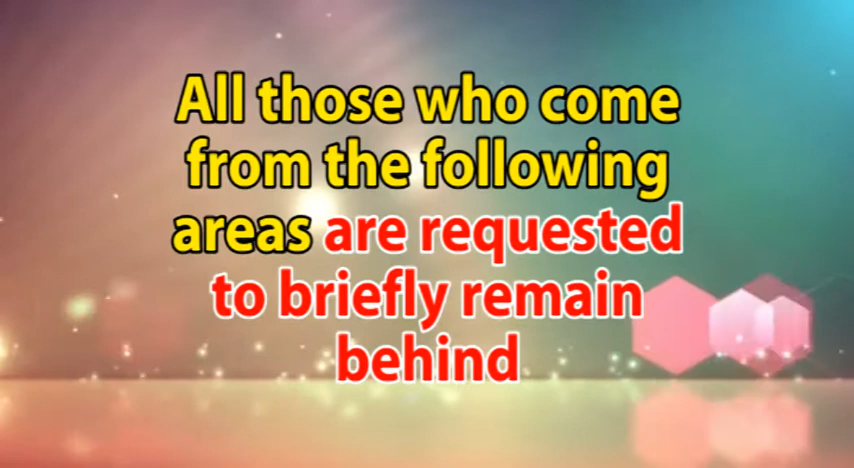 All those who come
from the following
areas are requested
to briefly remain
behind